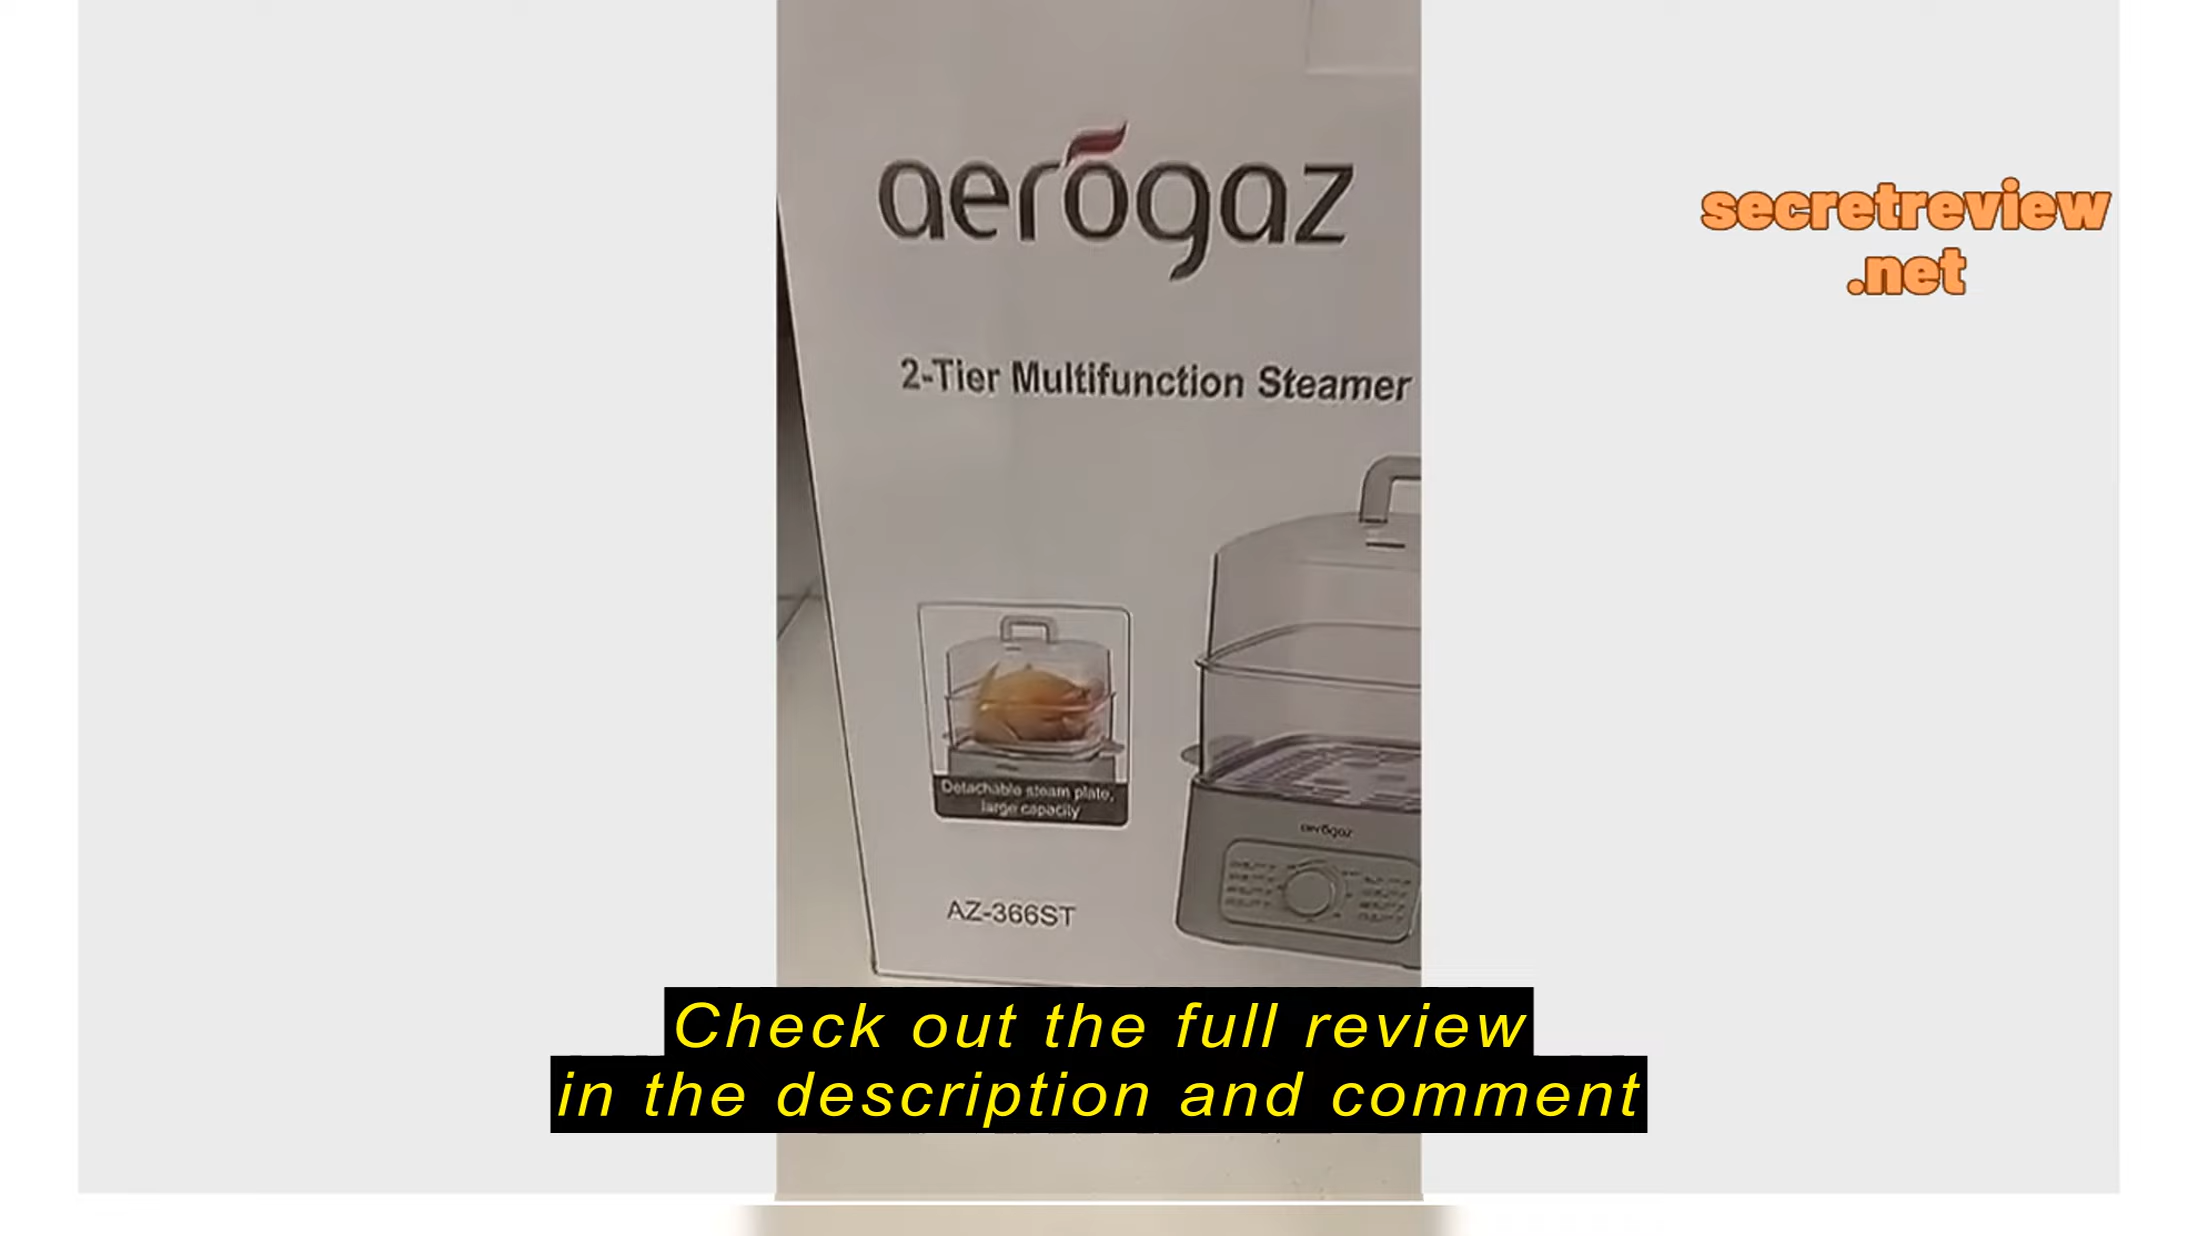 aerogaz
secretreview
.net
2-Tier Multifunction Steamer
Detachable steam plate,
large capacity
aerogaz
AZ-366ST
Check out the full review
in the description and comment